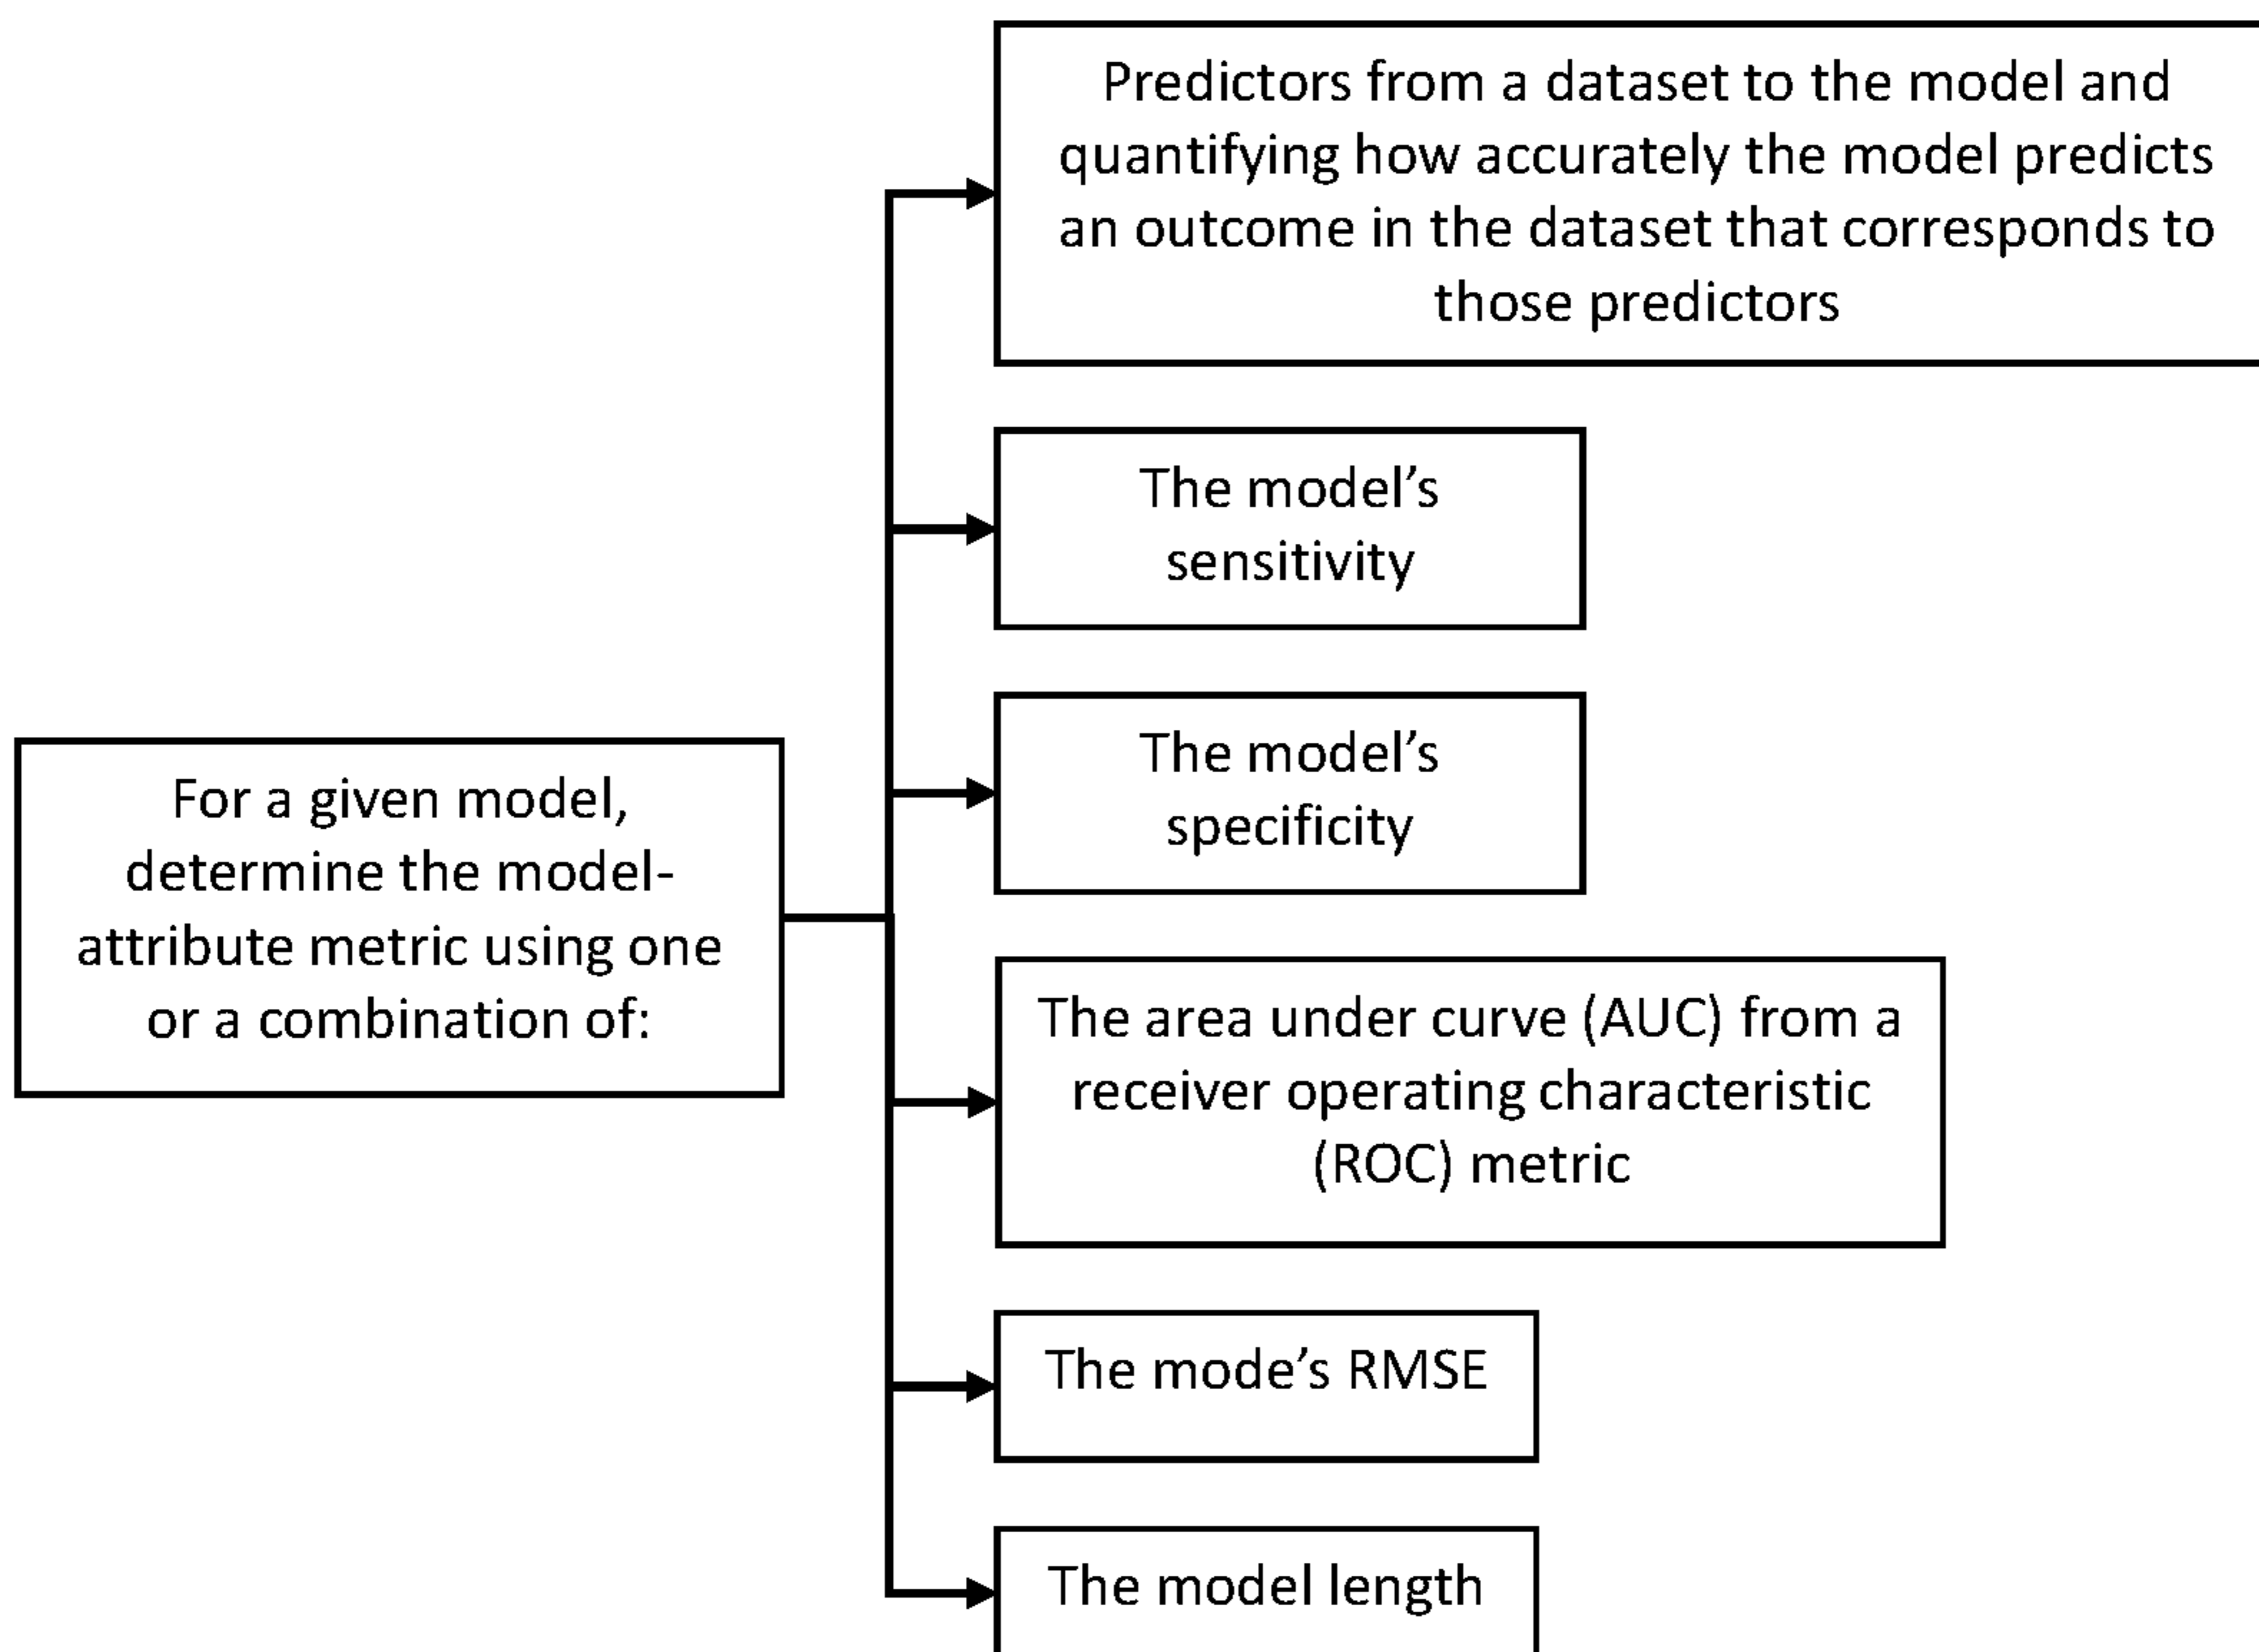 Predictors from a dataset to the model and
quantifying how accurately the model predicts
an outcome in the dataset that corresponds to
those predictors
The model’s
sensitivity
The model’s
specificity
For a given model,
determine the model-
attribute metric using one
or a combination of:
The area under curve (AUC) from a
receiver operating characteristic
(ROC) metric
The mode’s RMSE
The model length